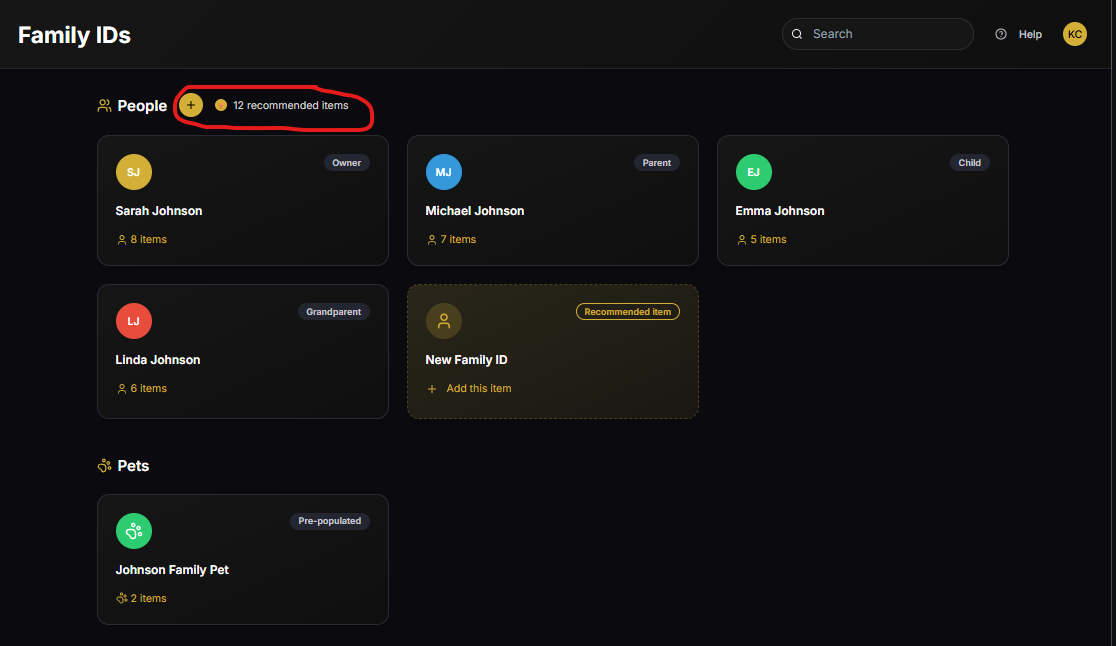 Family IDs
Search
Help
KC
People
+
12 recommended items
SJ
Owner
Sarah Johnson
8 items
MJ
Parent
Michael Johnson
7 items
EJ
Child
Emma Johnson
5 items
LJ
Grandparent
Linda Johnson
6 items
Recommended item
New Family ID
+ Add this item
Pets
Pre-populated
Johnson Family Pet
2 items